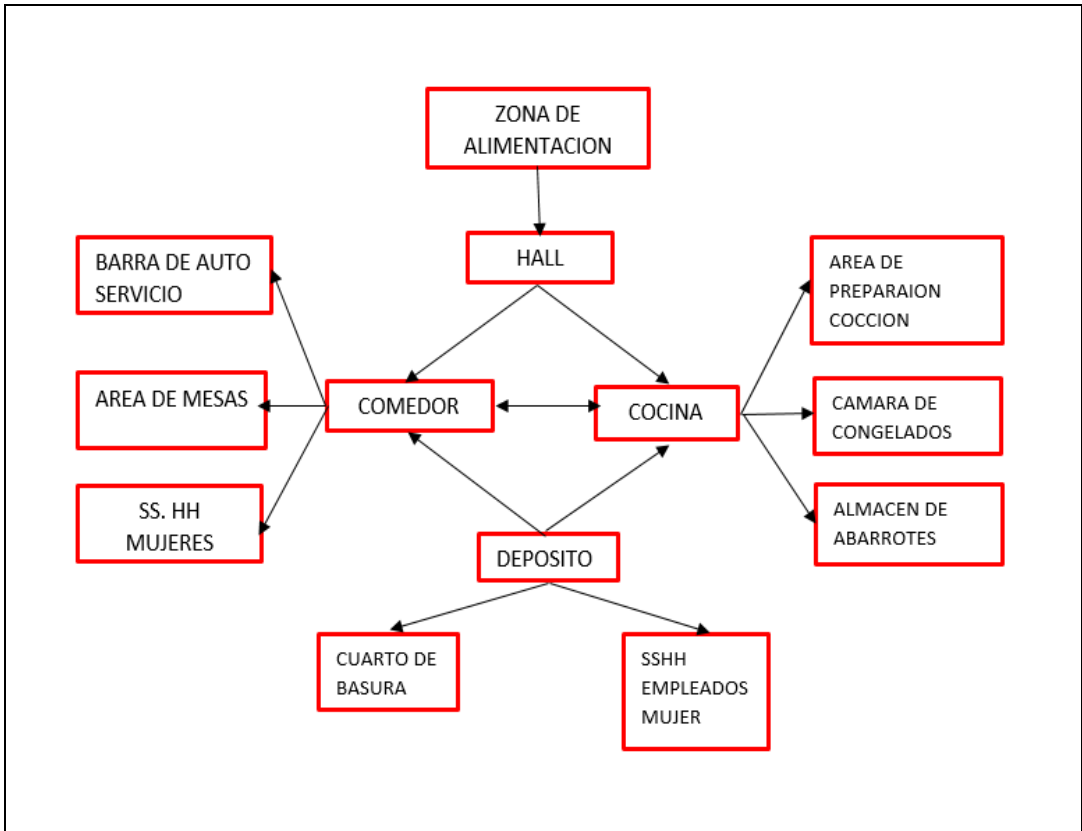 ZONA DE
ALIMENTACION
HALL
BARRA DE AUTO
SERVICIO
AREA DE
PREPARAION
COCCION
AREA DE MESAS
COMEDOR
COCINA
CAMARA DE
CONGELADOS
SS. HH
MUJERES
ALMACEN DE
ABARROTES
DEPOSITO
CUARTO DE
BASURA
SSHH
EMPLEADOS
MUJER